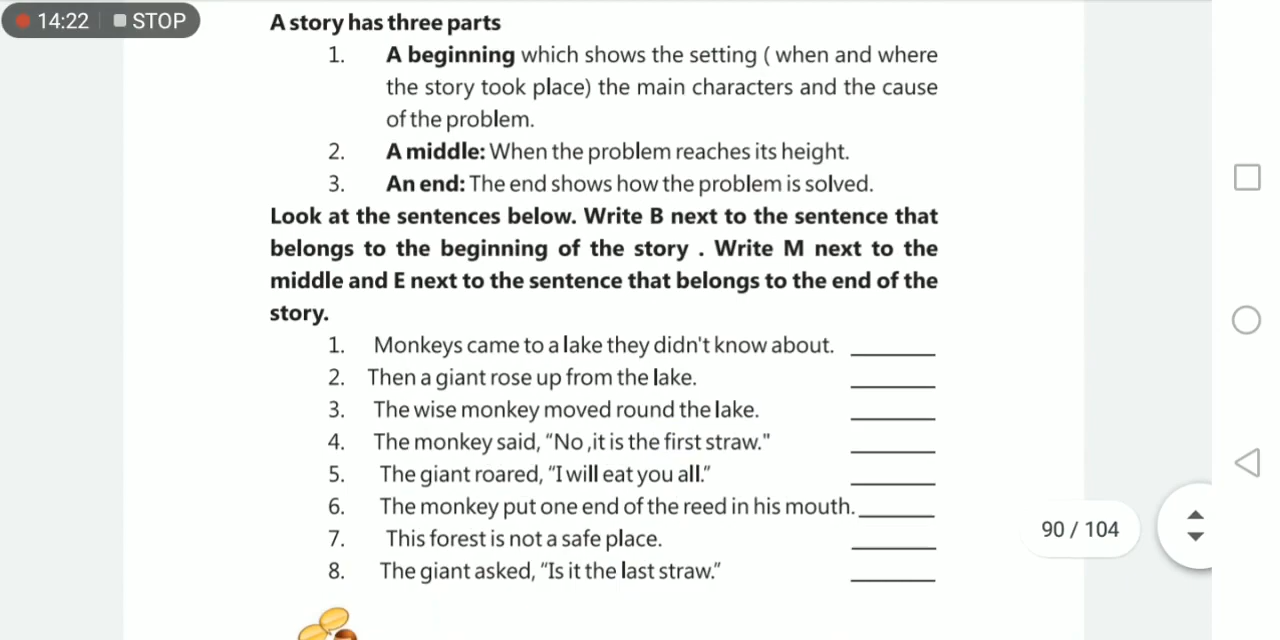 14:22 STOP
A story has three parts
1. A beginning which shows the setting ( when and where
the story took place) the main characters and the cause
of the problem.
2. A middle: When the problem reaches its height.
3. An end: The end shows how the problem is solved.
Look at the sentences below. Write B next to the sentence that
belongs to the beginning of the story . Write M next to the
middle and E next to the sentence that belongs to the end of the
story.
1. Monkeys came to a lake they didn't know about. ________
2. Then a giant rose up from the lake. ________
3. The wise monkey moved round the lake. ________
4. The monkey said, "No ,it is the first straw." ________
5. The giant roared, "I will eat you all." ________
6. The monkey put one end of the reed in his mouth. ________
7. This forest is not a safe place. ________
8. The giant asked, "Is it the last straw." ________
90 / 104